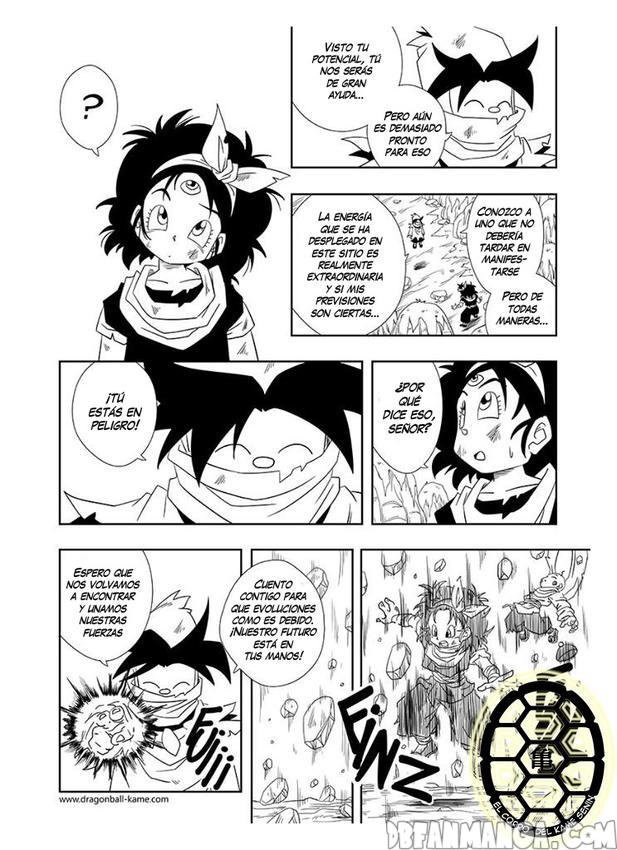 VISTO TU
POTENCIAL, TÚ
NOS SERÁS
DE GRAN
AYUDA...
PERO AÚN
ES DEMASIADO
PRONTO
PARA ESO
?
LA ENERGÍA
QUE SE HA
DESPLEGADO EN
ESTE SITIO ES
REALMENTE
EXTRAORDINARIA
Y SI MIS
PREVISIONES
SON CIERTAS...
CONOZCO
A UNO QUE NO
DEBERÍA
TARDAR EN
MANIFES-
TARSE
PERO DE
TODAS
MANERAS...
¡TÚ
ESTÁS EN
PELIGRO!
¿POR
QUÉ
DICE ESO,
SEÑOR?
ESPERO QUE
NOS VOLVAMOS
A ENCONTRAR
Y UNAMOS
NUESTRAS
FUERZAS
FUIII
CUENTO
CONTIGO PARA
QUE EVOLUCIONES
COMO ES DEBIDO.
¡NUESTRO FUTURO
ESTÁ EN
TUS MANOS!
FINZ
亀
EL CODGO DEL KAME SENIN
www.dragonball-kame.com
DBFANMANGA.COM